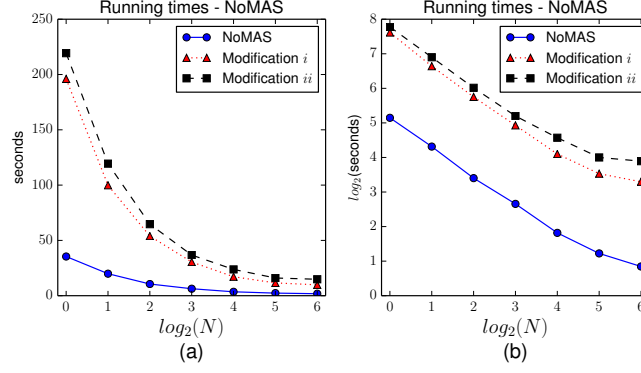 Running times - NoMAS
250
200
150
100
50
0
seconds
NoMAS
Modification i
Modification ii
0 1 2 3 4 5 6
log2(N)
(a)
Running times - NoMAS
8
7
6
5
4
3
2
1
0
log2(seconds)
NoMAS
Modification i
Modification ii
0 1 2 3 4 5 6
log2(N)
(b)